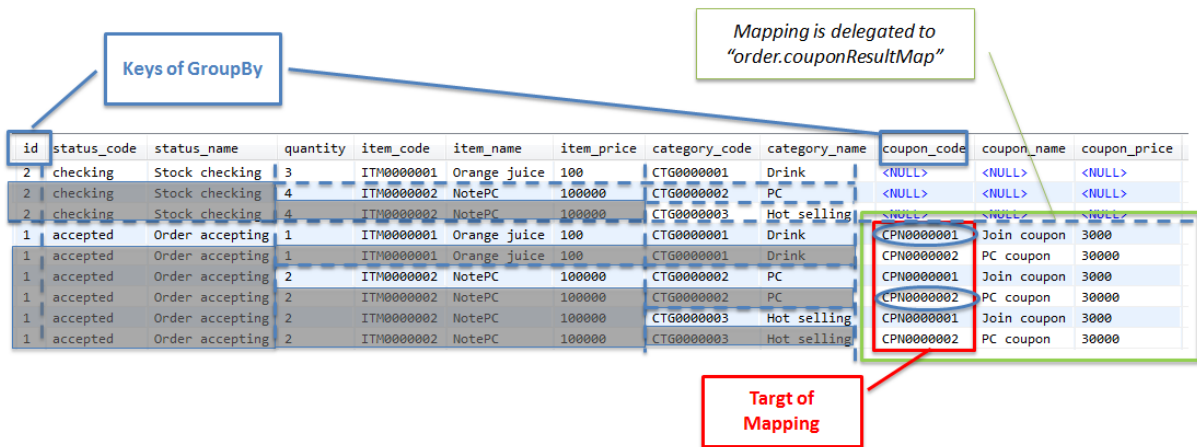 Mapping is delegated to
“order.couponResultMap”
Keys of GroupBy
id status_code status_name quantity item_code item_name item_price category_code category_name coupon_code coupon_name coupon_price
2 checking Stock checking 3 ITM0000001 Orange juice 100 CTG0000001 Drink <NULL> <NULL> <NULL>
2 checking Stock checking 4 ITM0000002 NotePC 100000 CTG0000002 PC <NULL> <NULL> <NULL>
2 checking Stock checking 4 ITM0000002 NotePC 100000 CTG0000003 Hot selling <NULL> <NULL> <NULL>
1 accepted Order accepting 1 ITM0000001 Orange juice 100 CTG0000001 Drink CPN0000001 Join coupon 3000
1 accepted Order accepting 1 ITM0000001 Orange juice 100 CTG0000001 Drink CPN0000002 PC coupon 30000
1 accepted Order accepting 2 ITM0000002 NotePC 100000 CTG0000002 PC CPN0000001 Join coupon 3000
1 accepted Order accepting 2 ITM0000002 NotePC 100000 CTG0000002 PC CPN0000002 PC coupon 30000
1 accepted Order accepting 2 ITM0000002 NotePC 100000 CTG0000003 Hot selling CPN0000001 Join coupon 3000
1 accepted Order accepting 2 ITM0000002 NotePC 100000 CTG0000003 Hot selling CPN0000002 PC coupon 30000
Targt of
Mapping